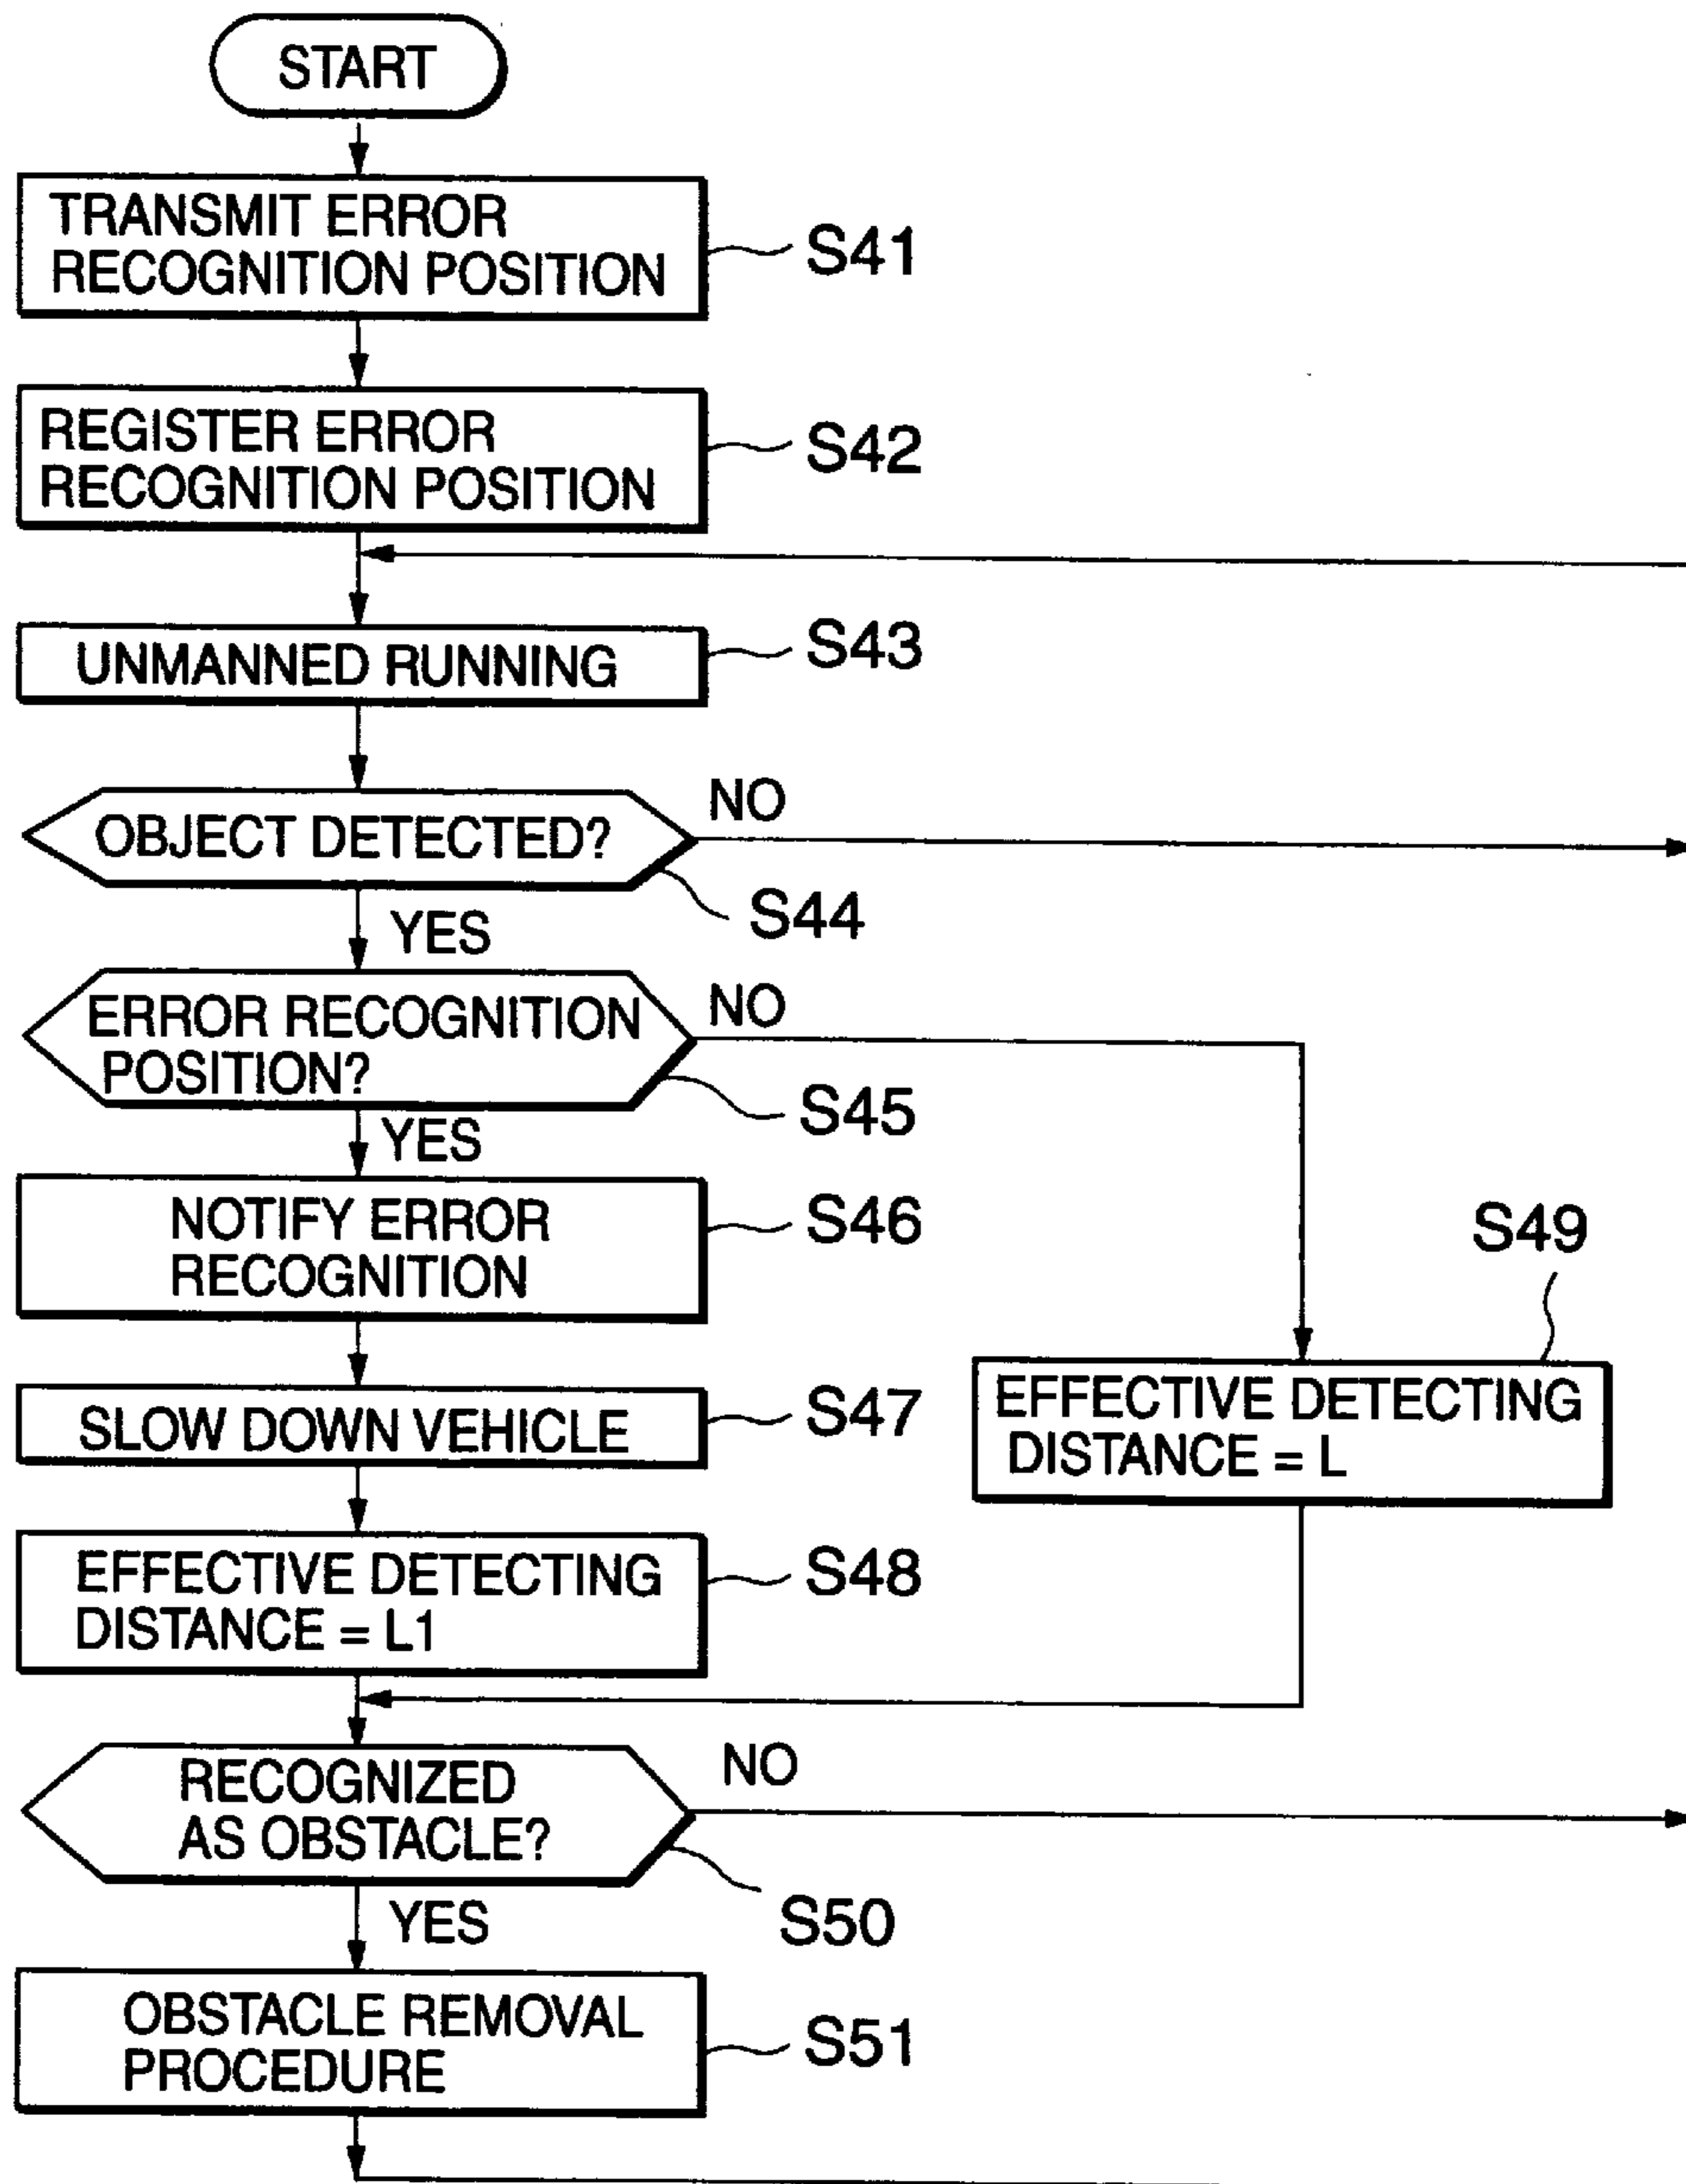 START
TRANSMIT ERROR
RECOGNITION POSITION
S41
REGISTER ERROR
RECOGNITION POSITION
S42
UNMANNED RUNNING
S43
OBJECT DETECTED?
NO
S44
YES
ERROR RECOGNITION
POSITION?
NO
S45
YES
NOTIFY ERROR
RECOGNITION
S46
S49
SLOW DOWN VEHICLE
S47
EFFECTIVE DETECTING
DISTANCE = L
EFFECTIVE DETECTING
DISTANCE = L1
S48
RECOGNIZED
AS OBSTACLE?
NO
S50
YES
OBSTACLE REMOVAL
PROCEDURE
S51